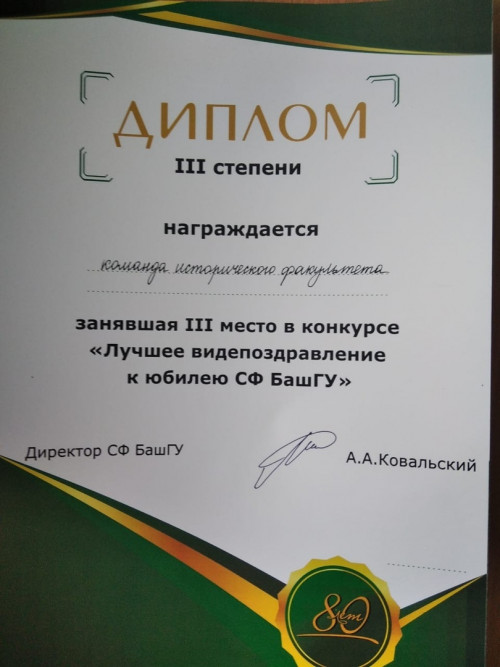 ДИПЛОМ
III степени
награждается
команда исторического факультета
занявшая III место в конкурсе
«Лучшее видепоздравление
к юбилею СФ БашГУ»
Директор СФ БашГУ
А.А.Ковальский
80 лет